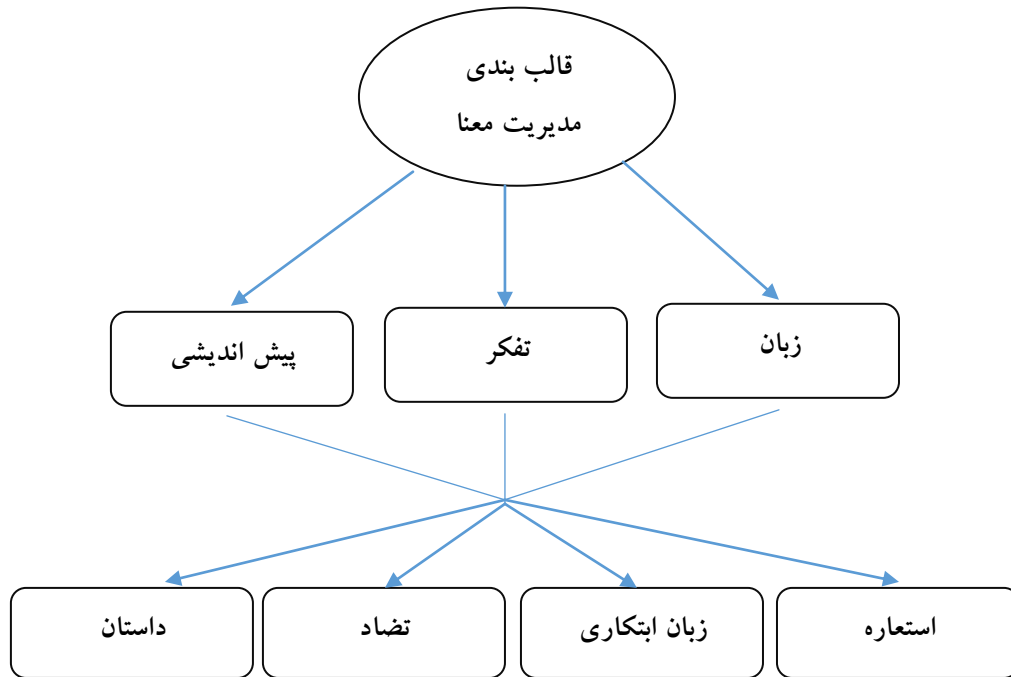 قالب بندی
مدیریت معنا
زبان
تفکر
پیش اندیشی
استعاره
زبان ابتکاری
تضاد
داستان